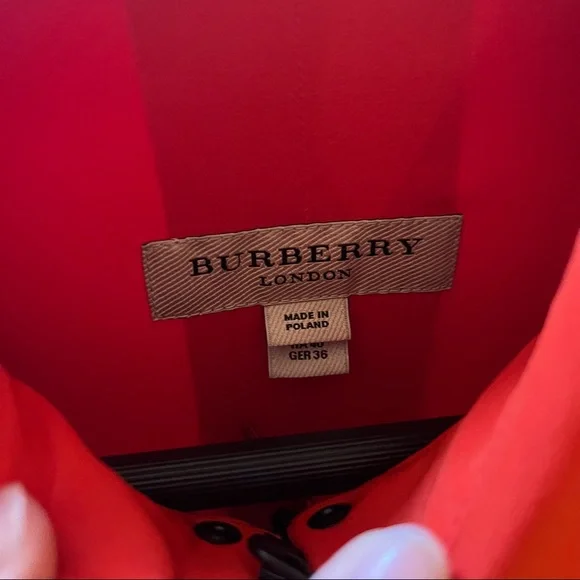 BURBERRY
LONDON
MADE IN
POLAND
GER 36